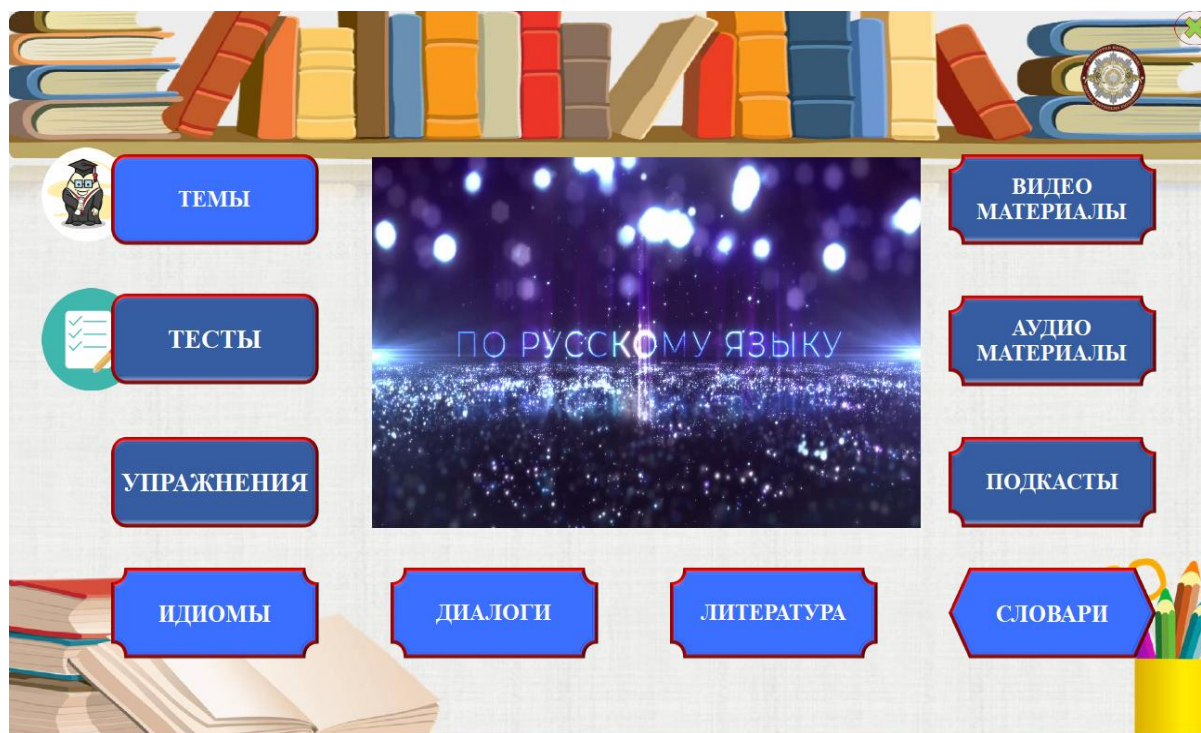 ТЕМЫ
ВИДЕО
МАТЕРИАЛЫ
ПО РУССКОМУ ЯЗЫКУ
ТЕСТЫ
АУДИО
МАТЕРИАЛЫ
УПРАЖНЕНИЯ
ПОДКАСТЫ
ИДИОМЫ
ДИАЛОГИ
ЛИТЕРАТУРА
СЛОВАРИ